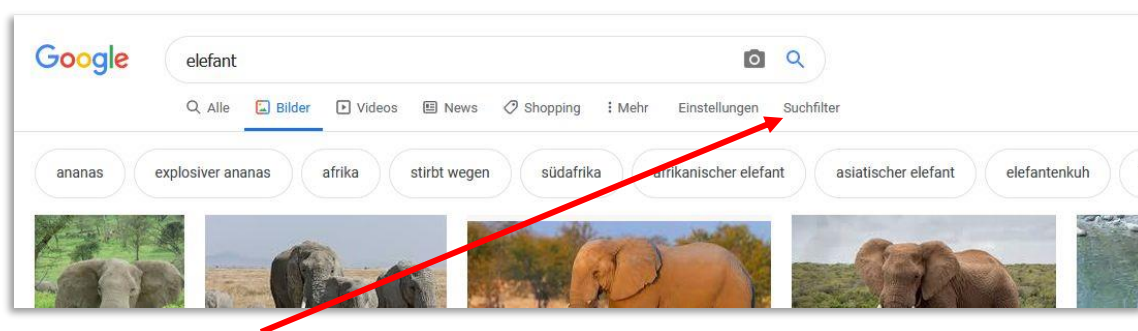 Google elefant
Alle Bilder Videos News Shopping Mehr Einstellungen Suchfilter
ananas explosiver ananas afrika stirbt wegen südafrika afrikanischer elefant asiatischer elefant elefantenkuh